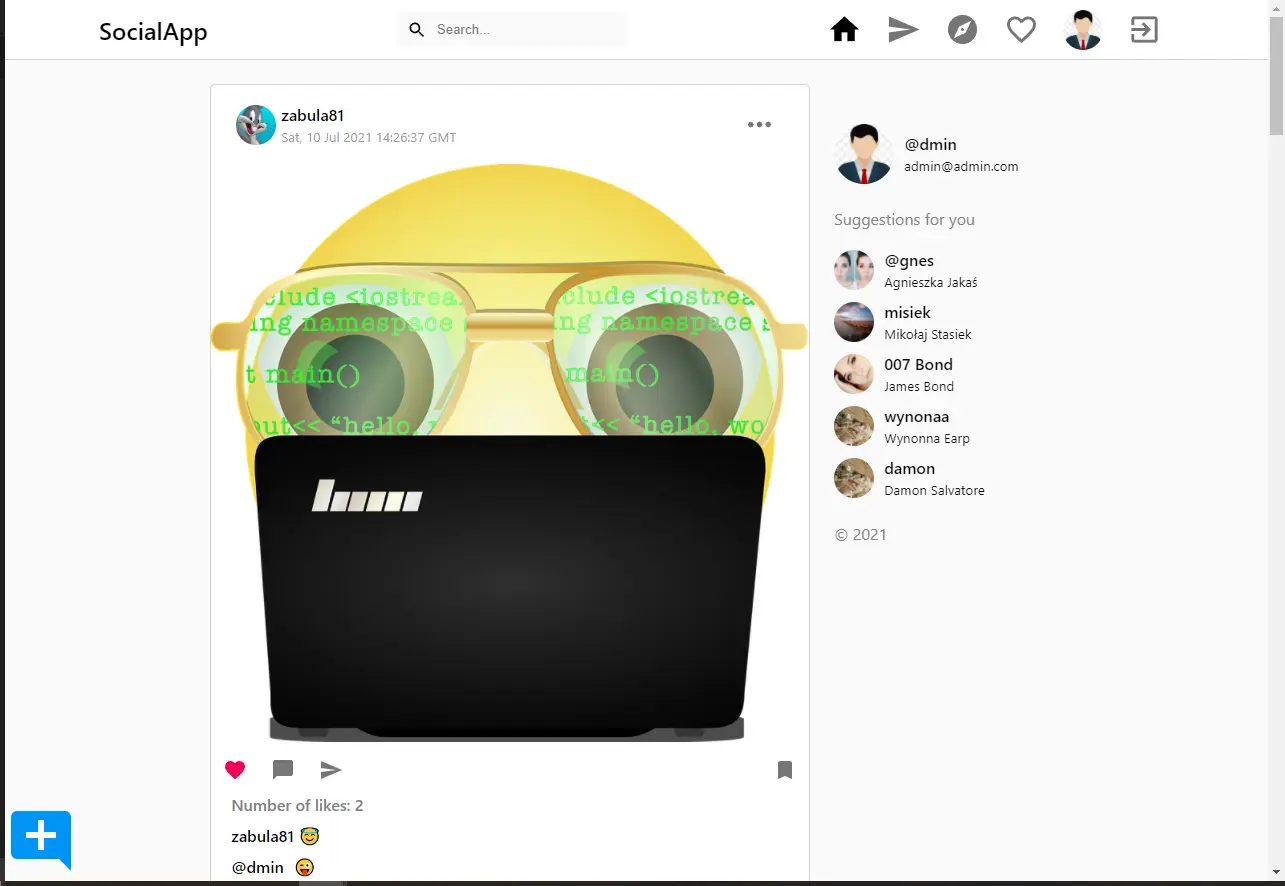 SocialApp
Search...
zabula81
Sat, 10 Jul 2021 14:26:37 GMT
clude <iostrea
clude <iostrea
ing namespace
ing namespace s
t main()
main()
out<< “hello,
t<< “hello, wo
Number of likes: 2
zabula81 😇
@dmin 😜
@dmin
admin@admin.com
Suggestions for you
@gnes
Agnieszka Jakaś
misiek
Mikołaj Stasiek
007 Bond
James Bond
wynonaa
Wynonna Earp
damon
Damon Salvatore
© 2021